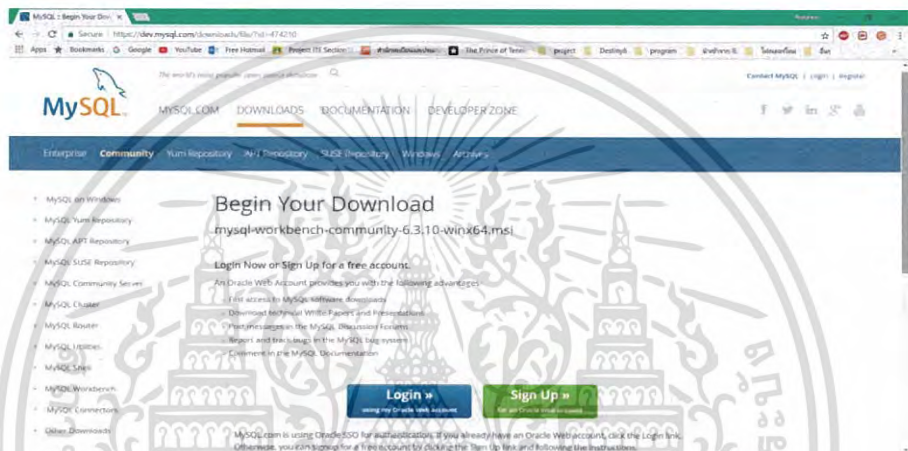 MySQL :: Begin Your Dow
Secure https://dev.mysql.com/downloads/file/?id=474210
Apps Bookmarks Google YouTube Free Hotmail Project ITE Section The Prince of Tennis project Destiny6 program
The world's most popular open source database
Contact MySQL | Login | Register
MySQL
MYSQL.COM DOWNLOADS DOCUMENTATION DEVELOPER ZONE
Enterprise Community Yum Repository APT Repository SUSE Repository Windows Archives
MySQL on Windows
MySQL Yum Repository
MySQL APT Repository
MySQL SUSE Repository
MySQL Community Server
MySQL Cluster
MySQL Router
MySQL Utilities
MySQL Shell
MySQL Workbench
MySQL Connectors
Other Downloads
Begin Your Download
mysql-workbench-community-6.3.10-winx64.msi
Login Now or Sign Up for a free account.
An Oracle Web Account provides you with the following advantages:
Fast access to MySQL software downloads
Download technical White Papers and Presentations
Post messages in the MySQL Discussion Forums
Report and track bugs in the MySQL bug system
Comment in the MySQL Documentation
Login »
using my Oracle Web account
Sign Up »
for an Oracle Web account
MySQL.com is using Oracle SSO for authentication. If you already have an Oracle Web account, click the Login link.
Otherwise, you can signup for a free account by clicking the Sign Up link and following the instructions.